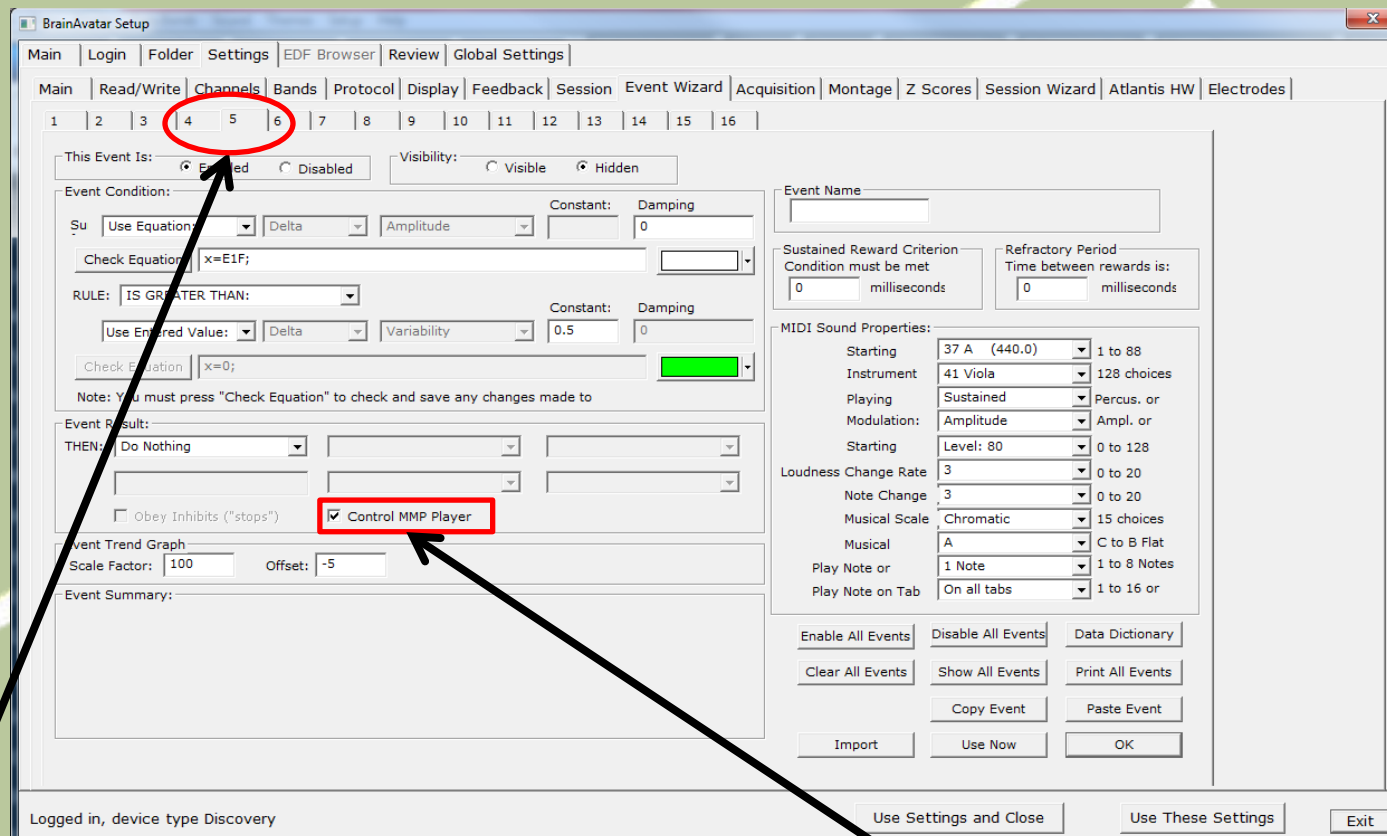 BrainAvatar Setup
Main Login Folder Settings EDF Browser Review Global Settings
Main Read/Write Channels Bands Protocol Display Feedback Session Event Wizard Acquisition Montage Z Scores Session Wizard Atlantis HW Electrodes
1 2 3 4 5 6 7 8 9 10 11 12 13 14 15 16
This Event Is: Enabled Disabled
Visibility: Visible Hidden
Event Condition:
Constant: Damping
Su Use Equation: Delta Amplitude 0
Check Equation x=E1F;
RULE: IS GREATER THAN:
Constant: Damping
Use Entered Value: Delta Variability 0.5 0
Check Equation x=0;
Note: You must press "Check Equation" to check and save any changes made to
Event Result:
THEN: Do Nothing
Obey Inhibits ("stops") Control MMP Player
Event Trend Graph
Scale Factor: 100 Offset: -5
Event Summary:
Event Name
Sustained Reward Criterion
Condition must be met
0 milliseconds
Refractory Period
Time between rewards is:
0 milliseconds
MIDI Sound Properties:
Starting 37 A (440.0) 1 to 88
Instrument 41 Viola 128 choices
Playing Sustained Percus. or
Modulation: Amplitude Ampl. or
Starting Level: 80 0 to 128
Loudness Change Rate 3 0 to 20
Note Change 3 0 to 20
Musical Scale Chromatic 15 choices
Musical A C to B Flat
Play Note or 1 Note 1 to 8 Notes
Play Note on Tab On all tabs 1 to 16 or
Enable All Events Disable All Events Data Dictionary
Clear All Events Show All Events Print All Events
Copy Event Paste Event
Import Use Now OK
Logged in, device type Discovery
Use Settings and Close Use These Settings Exit